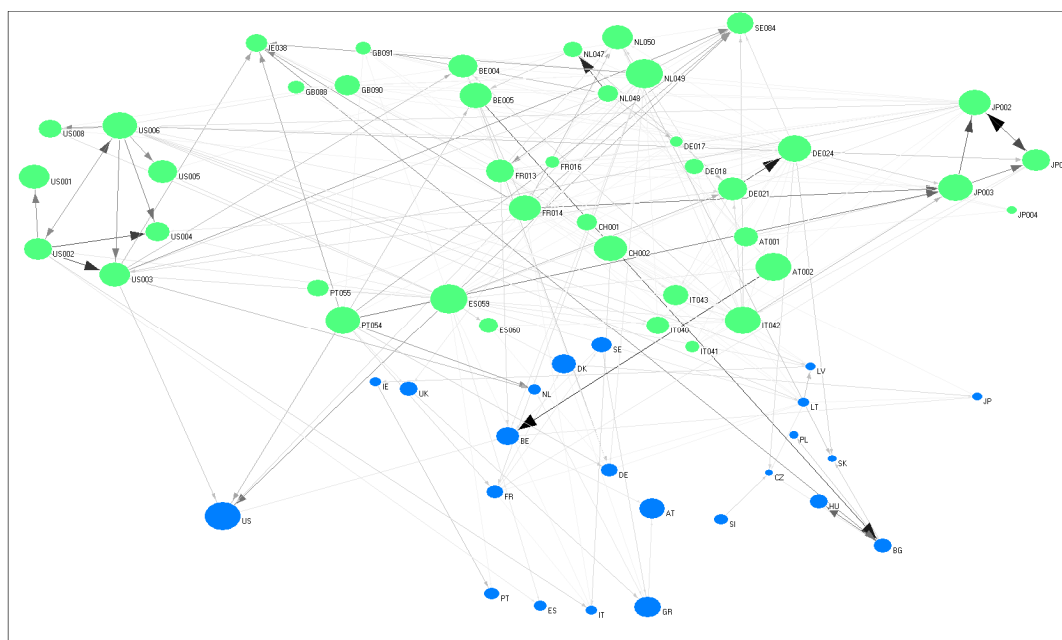 SE084
JE038
GB091
NL047
NL050
NL049
BE004
GB088
GB090
BE005
NL048
JP002
US008
US006
DE017
DE024
JP0
US001
US005
FR013
FR016
DE018
DE021
JP003
FR014
JP004
US002
US004
CH001
CH002
AT001
US003
AT002
PT055
ES059
IT043
PT054
ES060
IT040
IT042
IT041
SE
DK
LV
IE
UK
NL
LT
JP
BE
PL
SK
DE
CZ
FR
HU
US
AT
SI
BG
PT
ES
IT
GR